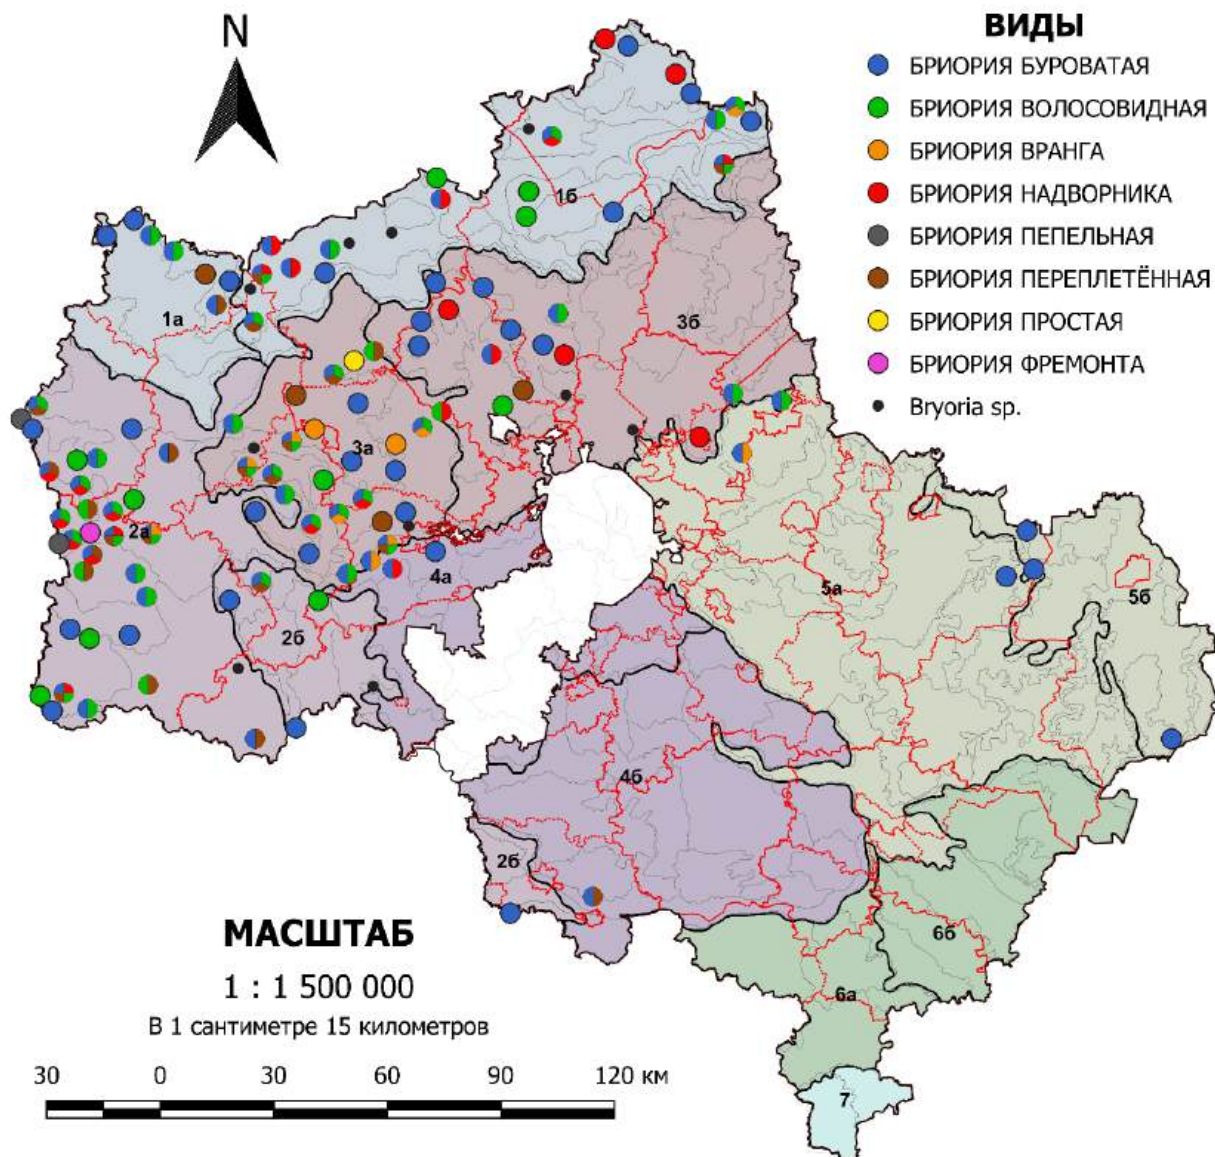 N
ВИДЫ
БРИОРИЯ БУРОВАТАЯ
БРИОРИЯ ВОЛОСОВИДНАЯ
БРИОРИЯ ВРАНГА
БРИОРИЯ НАДВОРНИКА
БРИОРИЯ ПЕПЕЛЬНАЯ
БРИОРИЯ ПЕРЕПЛЕТЁННАЯ
БРИОРИЯ ПРОСТАЯ
БРИОРИЯ ФРЕМОНТА
Bryoria sp.
1б
1а
3б
3а
2а
4а
5а
5б
2б
4б
2б
6б
6а
7
МАСШТАБ
1 : 1 500 000
В 1 сантиметре 15 километров
30 0 30 60 90 120 км